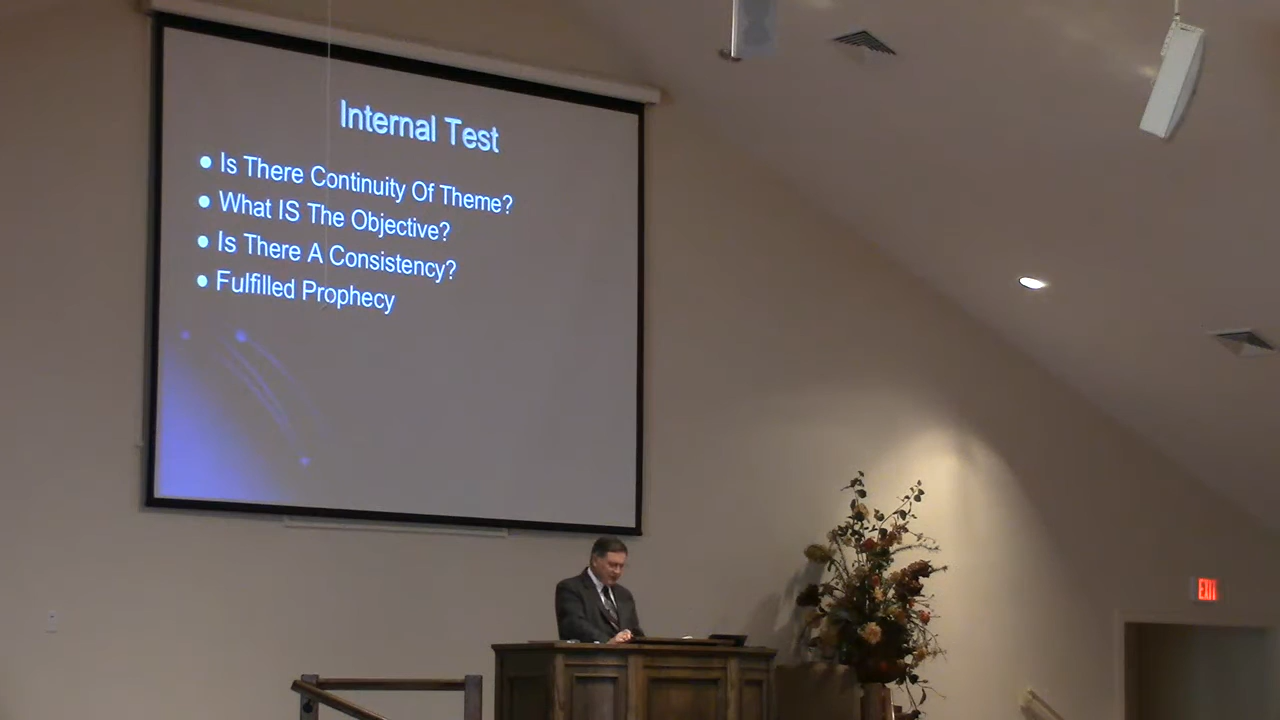 Internal Test
● Is There Continuity Of Theme?
● What IS The Objective?
● Is There A Consistency?
● Fulfilled Prophecy
EXIT